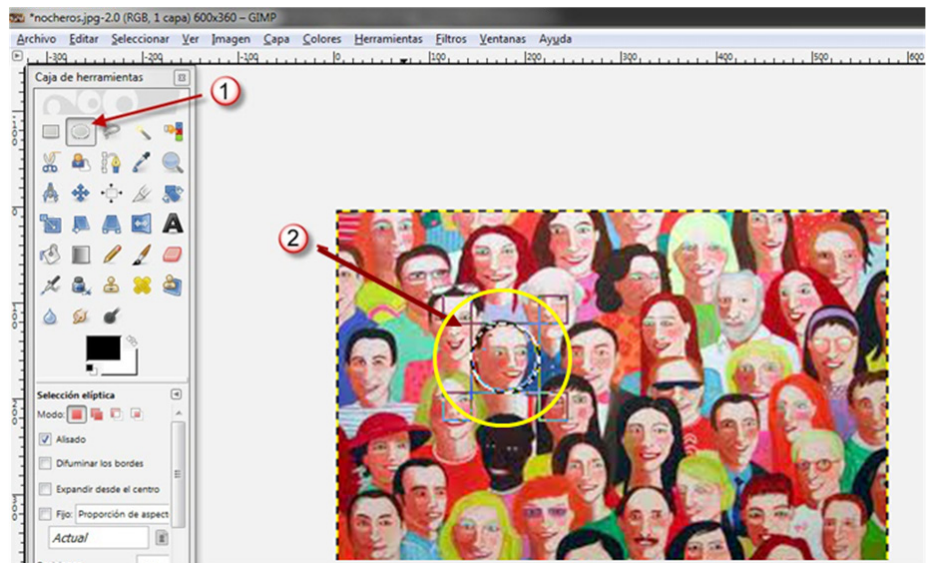 *nocheros.jpg-2.0 (RGB, 1 capa) 600x360 – GIMP
Archivo Editar Seleccionar Ver Imagen Capa Colores Herramientas Filtros Ventanas Ayuda
-300 -200 -100 0 100 200 300 400 500 600
Caja de herramientas
1
2
Selección elíptica
Modo:
Alisado
Difuminar los bordes
Expandir desde el centro
Fijo: Proporción de aspect
Actual